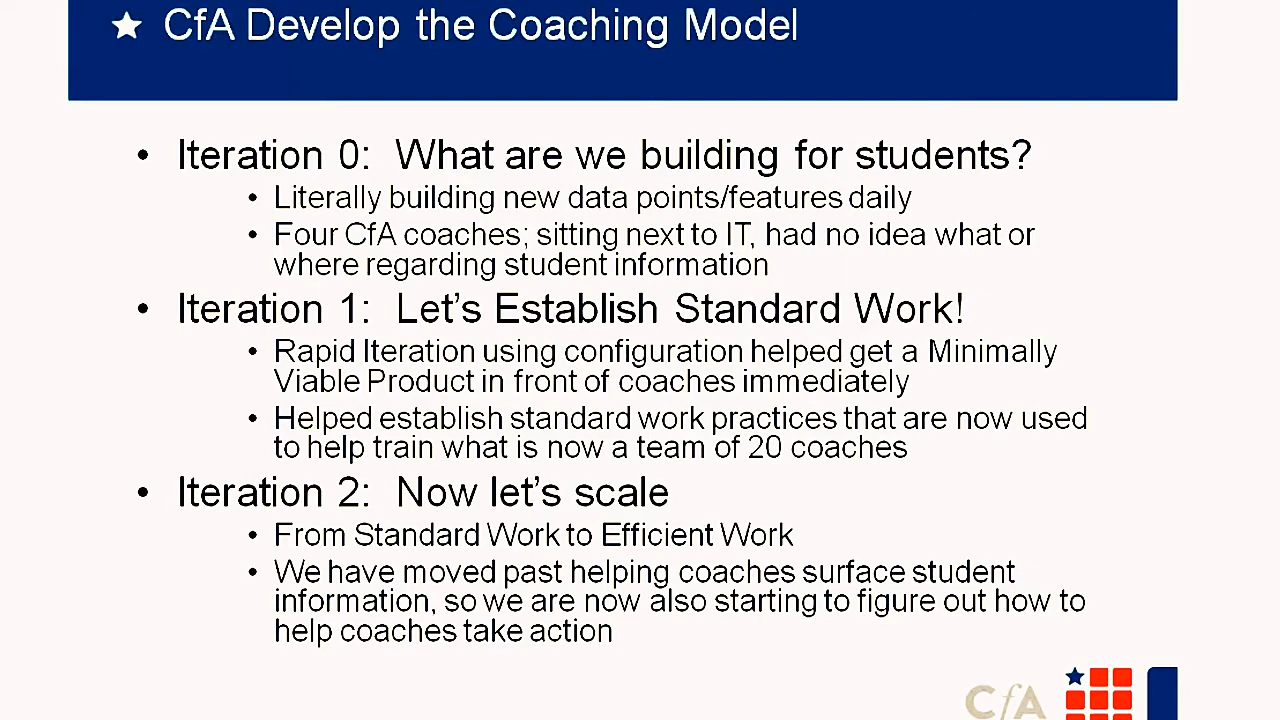 CfA Develop the Coaching Model
• Iteration 0: What are we building for students?
• Literally building new data points/features daily
• Four CfA coaches; sitting next to IT, had no idea what or
where regarding student information
• Iteration 1: Let's Establish Standard Work!
• Rapid Iteration using configuration helped get a Minimally
Viable Product in front of coaches immediately
• Helped establish standard work practices that are now used
to help train what is now a team of 20 coaches
• Iteration 2: Now let's scale
• From Standard Work to Efficient Work
• We have moved past helping coaches surface student
information, so we are now also starting to figure out how to
help coaches take action
CfA